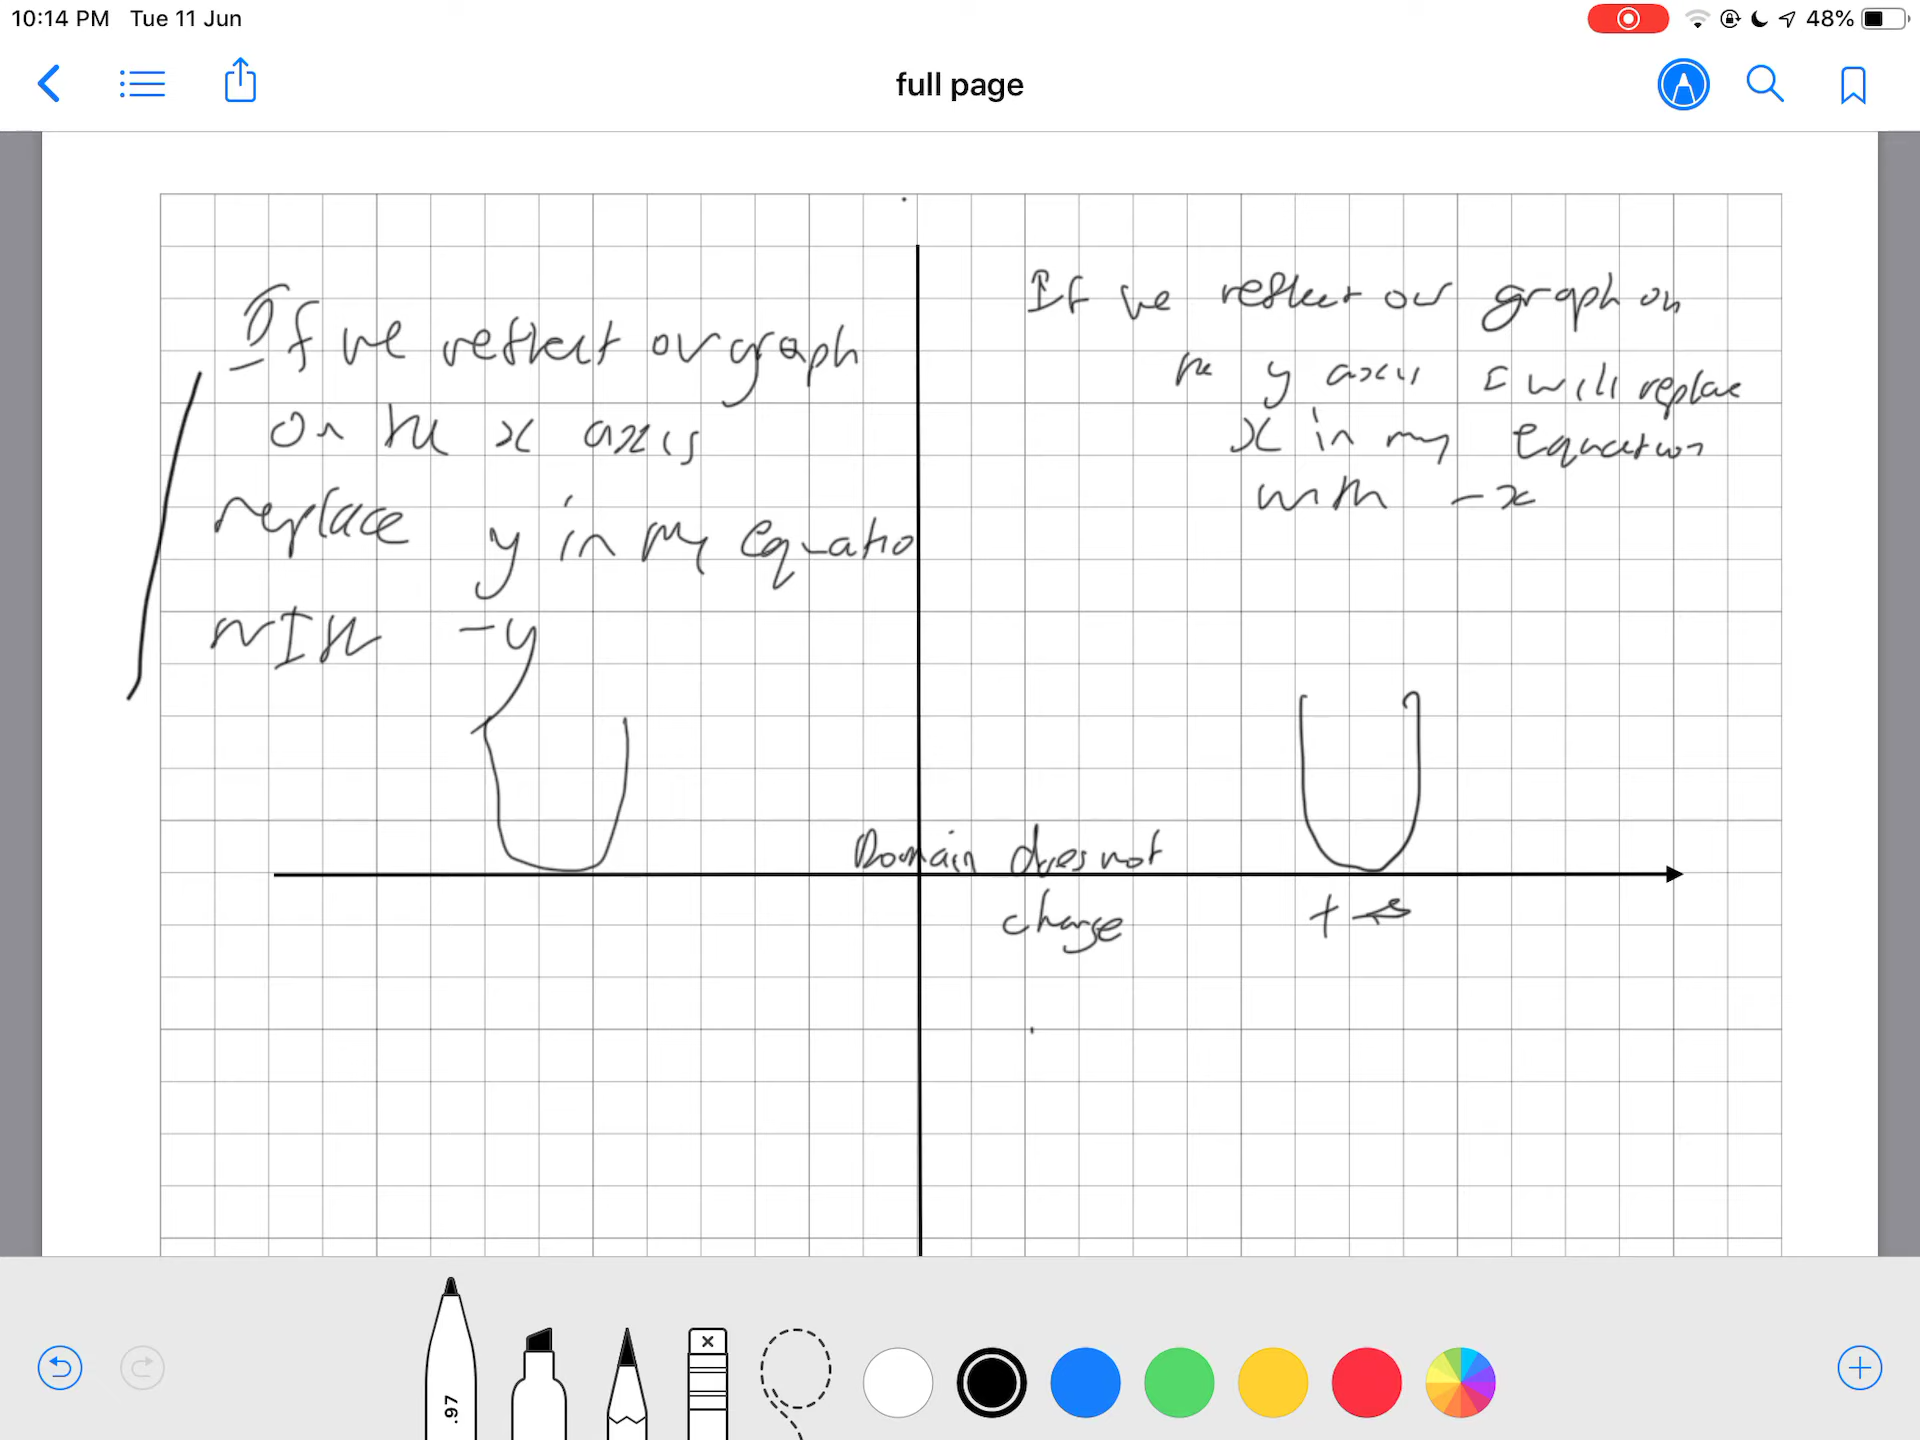 10:14 PM Tue 11 Jun
48%
full page
If we reflect our graph
on the x axis
replace y in my equatio
with -y
If we reflect our graph on
the y axis I will replace
x in my equation
with -x
Domain does not
change
+
.97